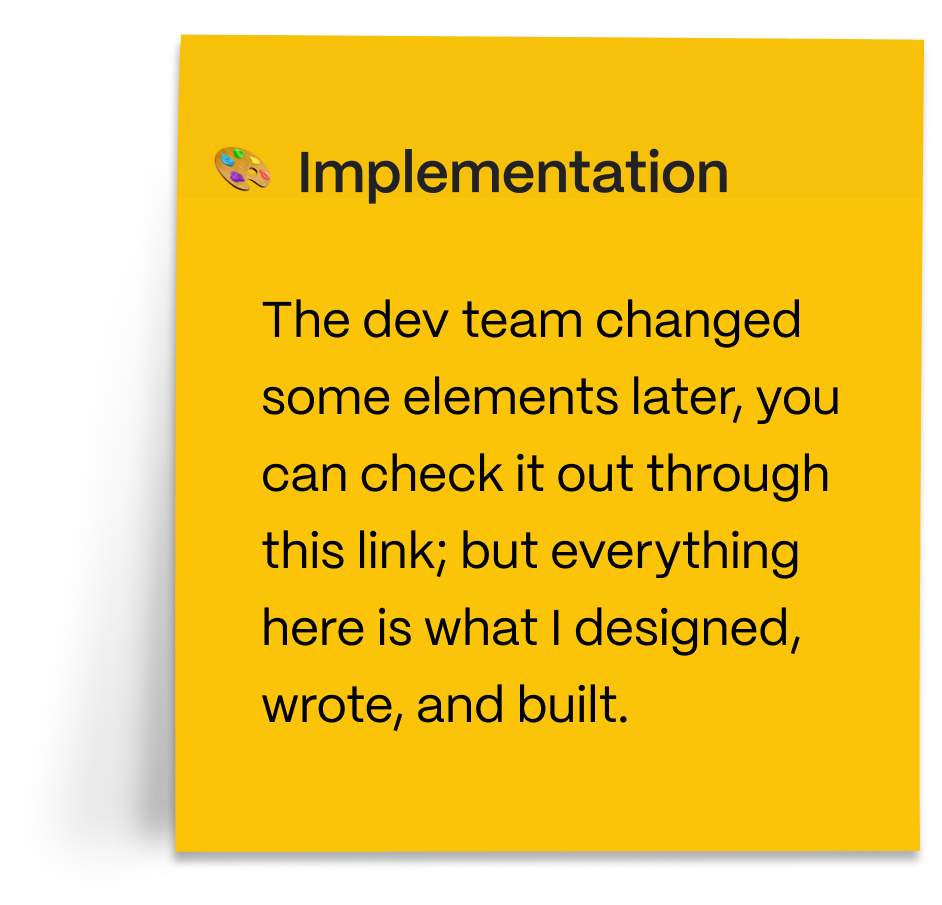 🎨 Implementation
The dev team changed
some elements later, you
can check it out through
this link; but everything
here is what I designed,
wrote, and built.